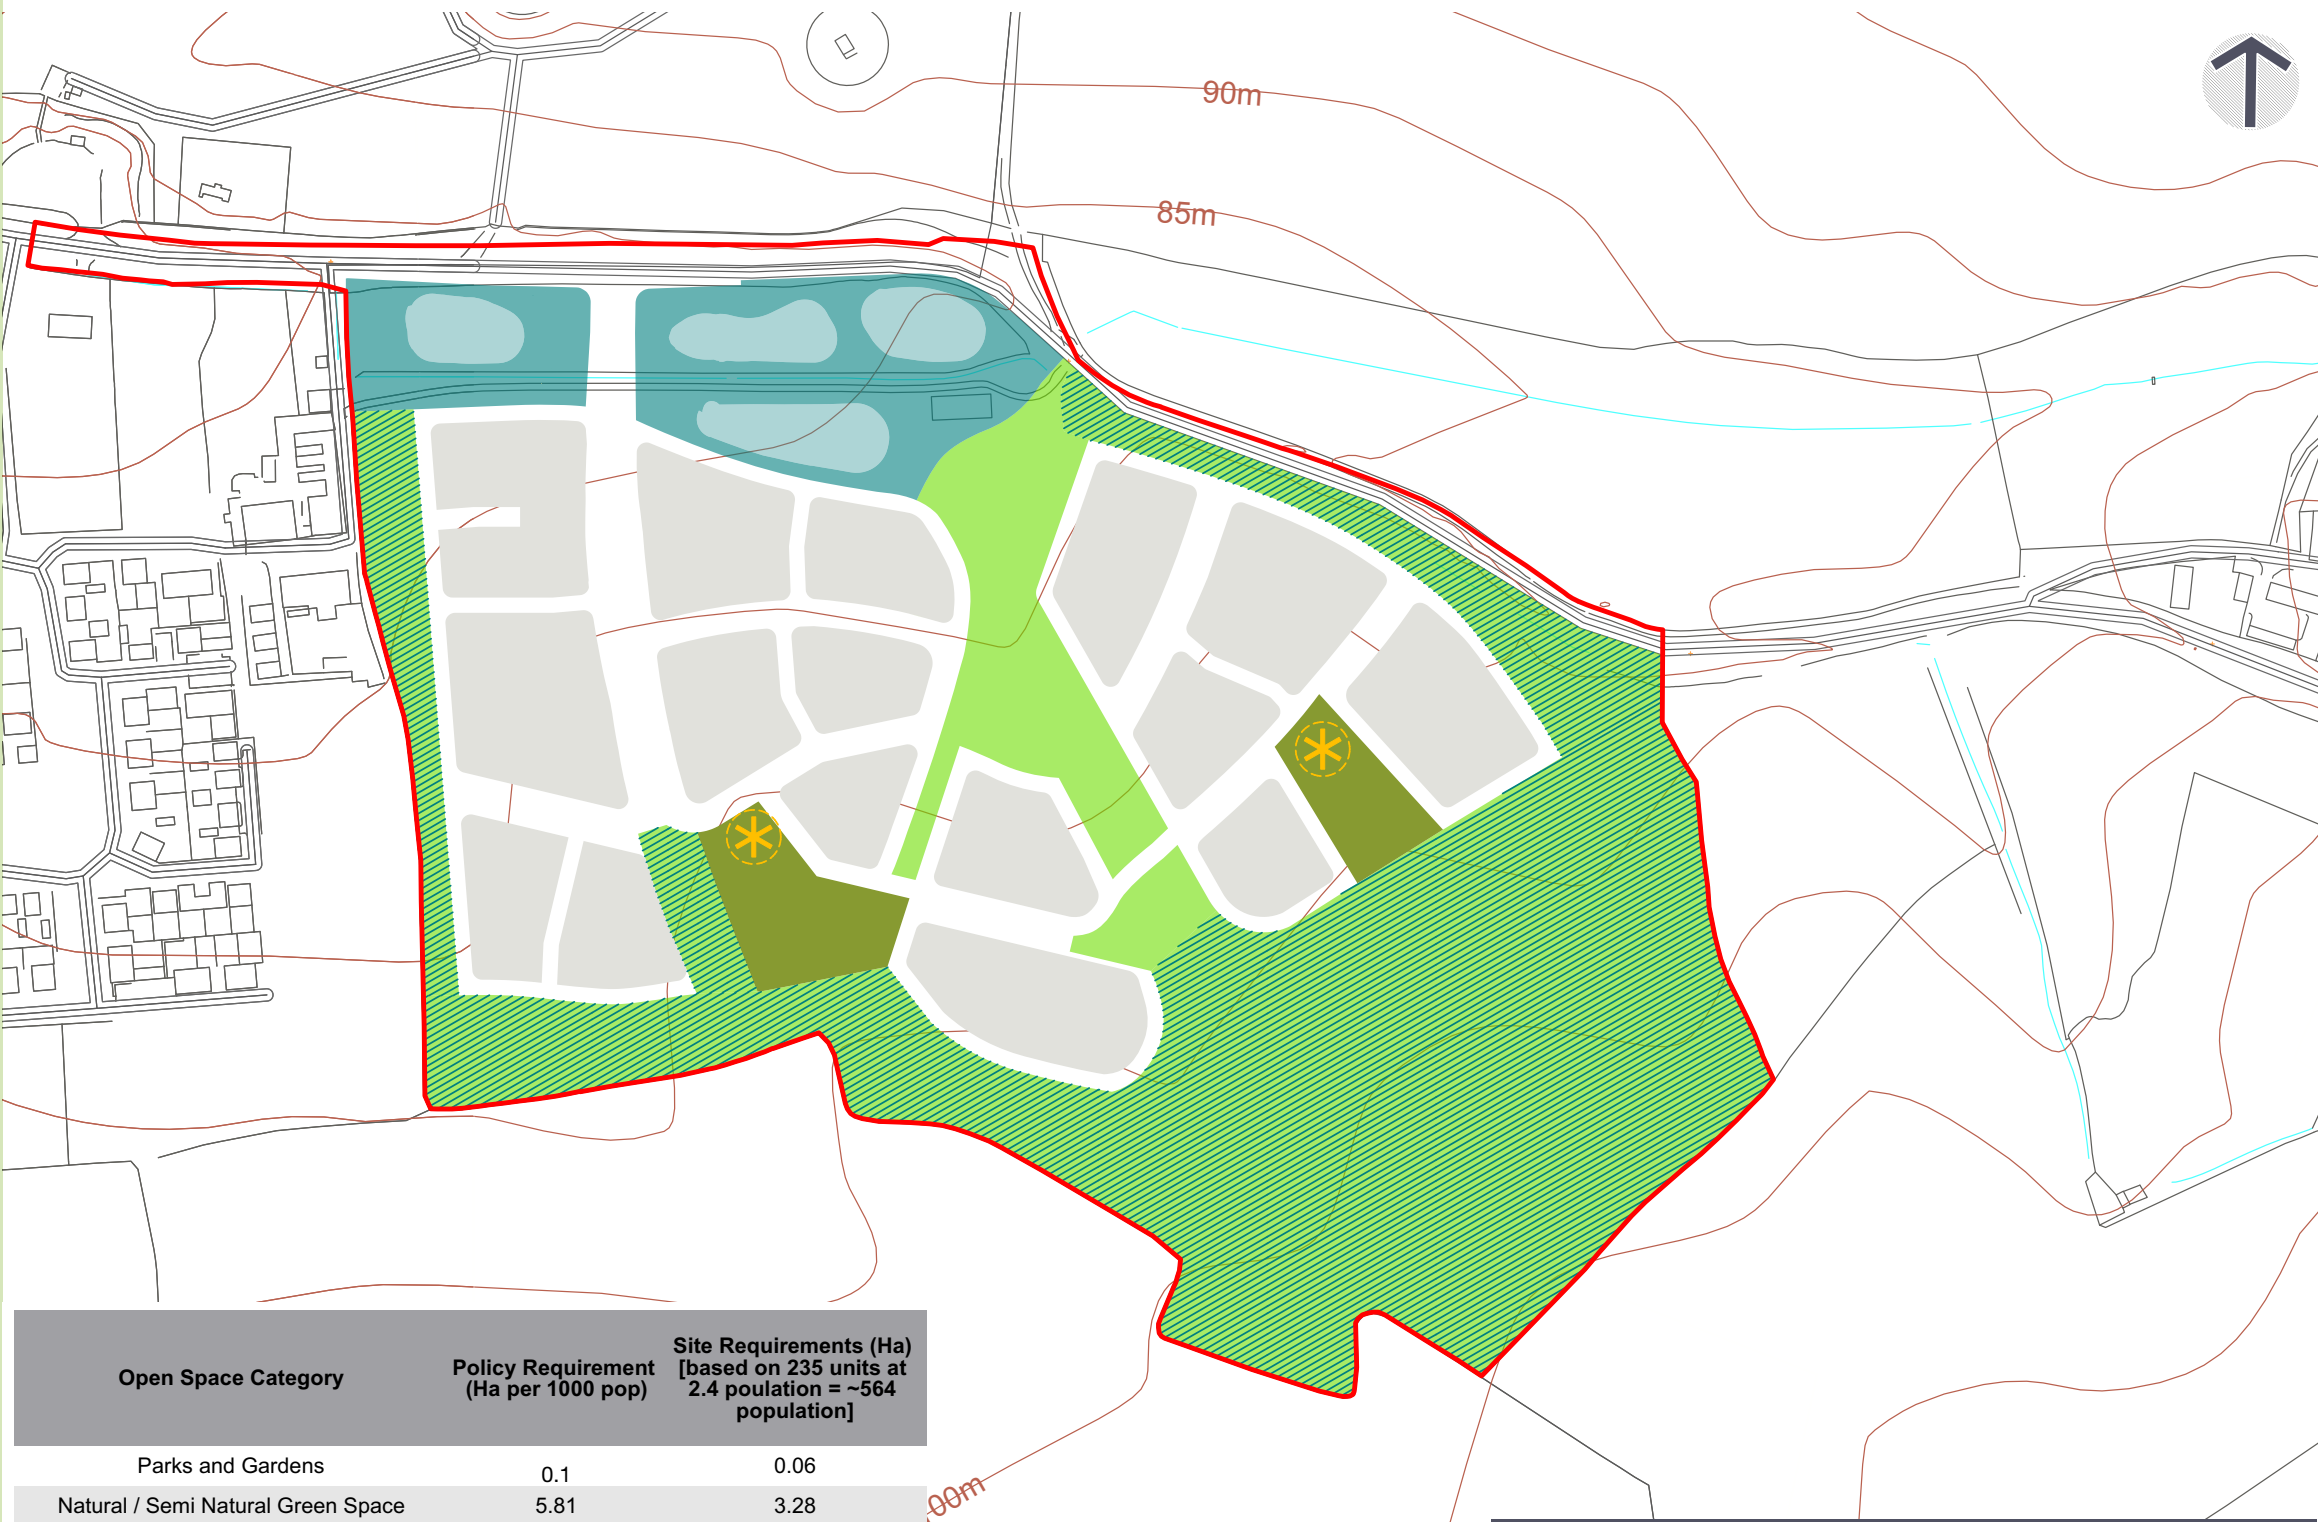 90m
85m
Open Space Category
Policy Requirement
(Ha per 1000 pop)
Site Requirements (Ha)
[based on 235 units at
2.4 poulation = ~564
population]
Parks and Gardens 0.1 0.06
Natural / Semi Natural Green Space 5.81 3.28
00m